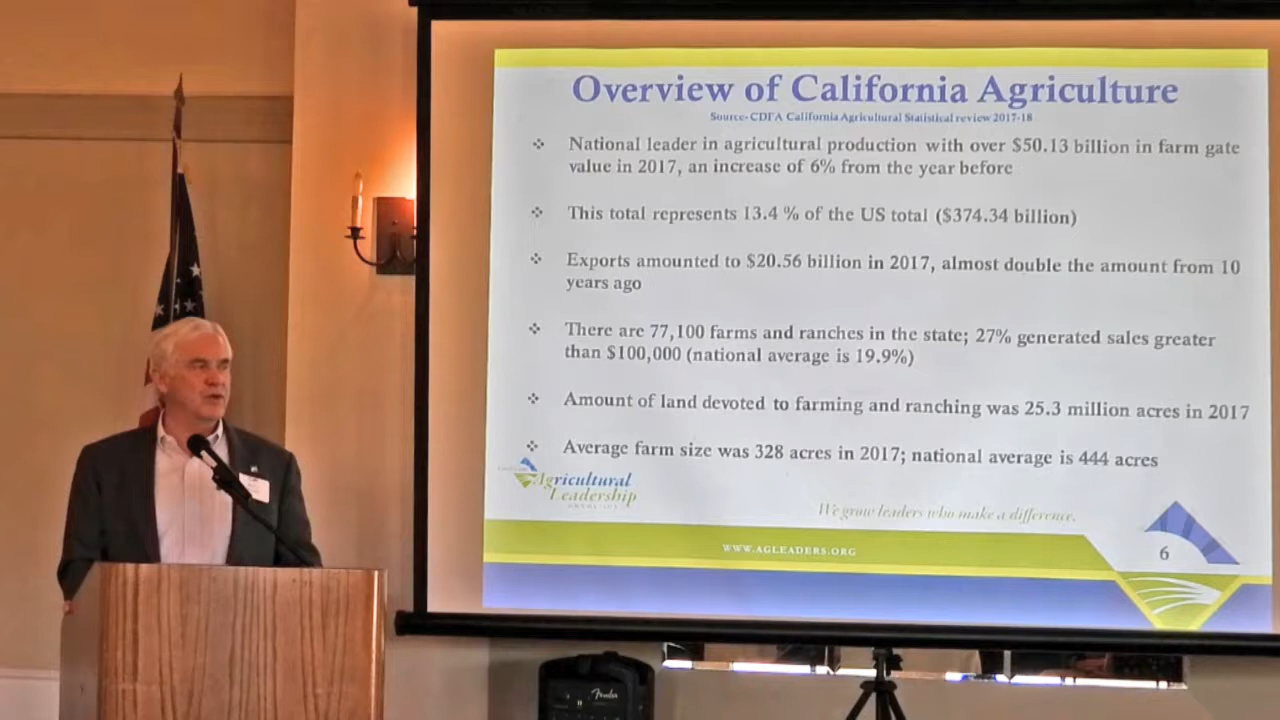 Overview of California Agriculture
Source- CDFA California Agricultural Statistical review 2017-18
National leader in agricultural production with over $50.13 billion in farm gate
value in 2017, an increase of 6% from the year before
This total represents 13.4 % of the US total ($374.34 billion)
Exports amounted to $20.56 billion in 2017, almost double the amount from 10
years ago
There are 77,100 farms and ranches in the state; 27% generated sales greater
than $100,000 (national average is 19.9%)
Amount of land devoted to farming and ranching was 25.3 million acres in 2017
Average farm size was 328 acres in 2017; national average is 444 acres
Agricultural
Leadership
We grow leaders who make a difference.
WWW.AGLEADERS.ORG
6
Fender